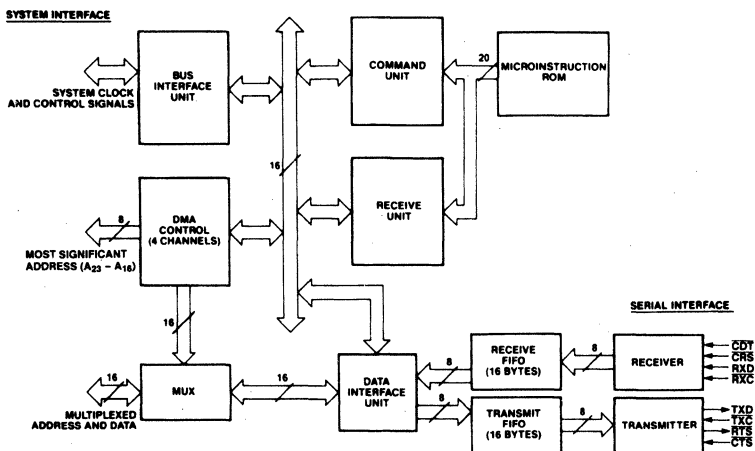 SYSTEM INTERFACE
BUS
INTERFACE
UNIT
SYSTEM CLOCK
AND CONTROL SIGNALS
COMMAND
UNIT
20
MICROINSTRUCTION
ROM
16
DMA
CONTROL
(4 CHANNELS)
8
MOST SIGNIFICANT
ADDRESS (A23 – A16)
RECEIVE
UNIT
16
MUX
16
MULTIPLEXED
ADDRESS AND DATA
16
DATA
INTERFACE
UNIT
SERIAL INTERFACE
8
RECEIVE
FIFO
(16 BYTES)
8
RECEIVER
CDT
CRS
RXD
RXC
8
TRANSMIT
FIFO
(16 BYTES)
8
TRANSMITTER
TXD
TXC
RTS
CTS